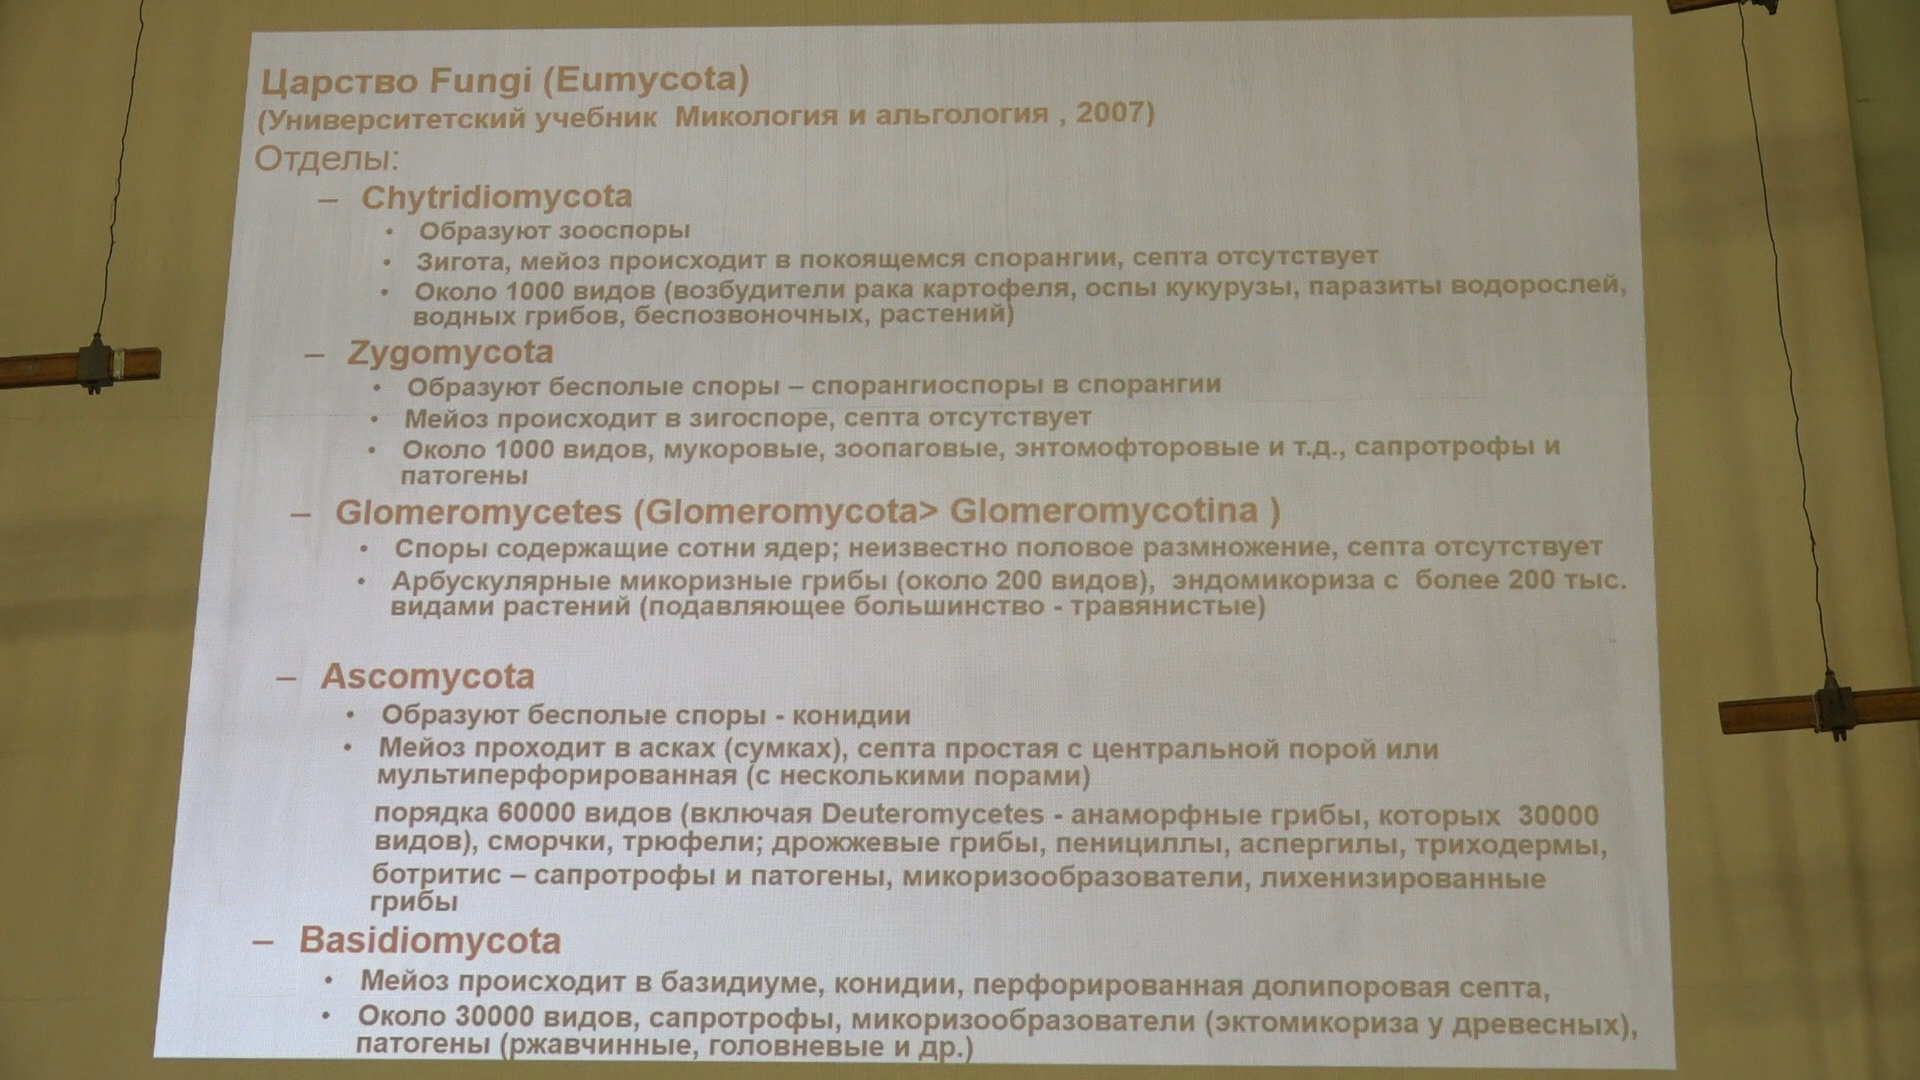 Царство Fungi (Eumycota)
(Университетский учебник Микология и альгология , 2007)
Отделы:
– Chytridiomycota
• Образуют зооспоры
• Зигота, мейоз происходит в покоящемся спорангии, септа отсутствует
• Около 1000 видов (возбудители рака картофеля, оспы кукурузы, паразиты водорослей,
водных грибов, беспозвоночных, растений)
– Zygomycota
• Образуют бесполые споры – спорангиоспоры в спорангии
• Мейоз происходит в зигоспоре, септа отсутствует
• Около 1000 видов, мукоровые, зоопаговые, энтомофторовые и т.д., сапротрофы и
патогены
– Glomeromycetes (Glomeromycota> Glomeromycotina )
• Споры содержащие сотни ядер; неизвестно половое размножение, септа отсутствует
• Арбускулярные микоризные грибы (около 200 видов), эндомикориза с более 200 тыс.
видами растений (подавляющее большинство - травянистые)
– Ascomycota
• Образуют бесполые споры - конидии
• Мейоз проходит в асках (сумках), септа простая с центральной порой или
мультиперфорированная (с несколькими порами)
порядка 60000 видов (включая Deuteromycetes - анаморфные грибы, которых 30000
видов), сморчки, трюфели; дрожжевые грибы, пенициллы, аспергилы, триходермы,
ботритис – сапротрофы и патогены, микоризообразователи, лихенизированные
грибы
– Basidiomycota
• Мейоз происходит в базидиуме, конидии, перфорированная долипоровая септа,
• Около 30000 видов, сапротрофы, микоризообразователи (эктомикориза у древесных),
патогены (ржавчинные, головневые и др.)